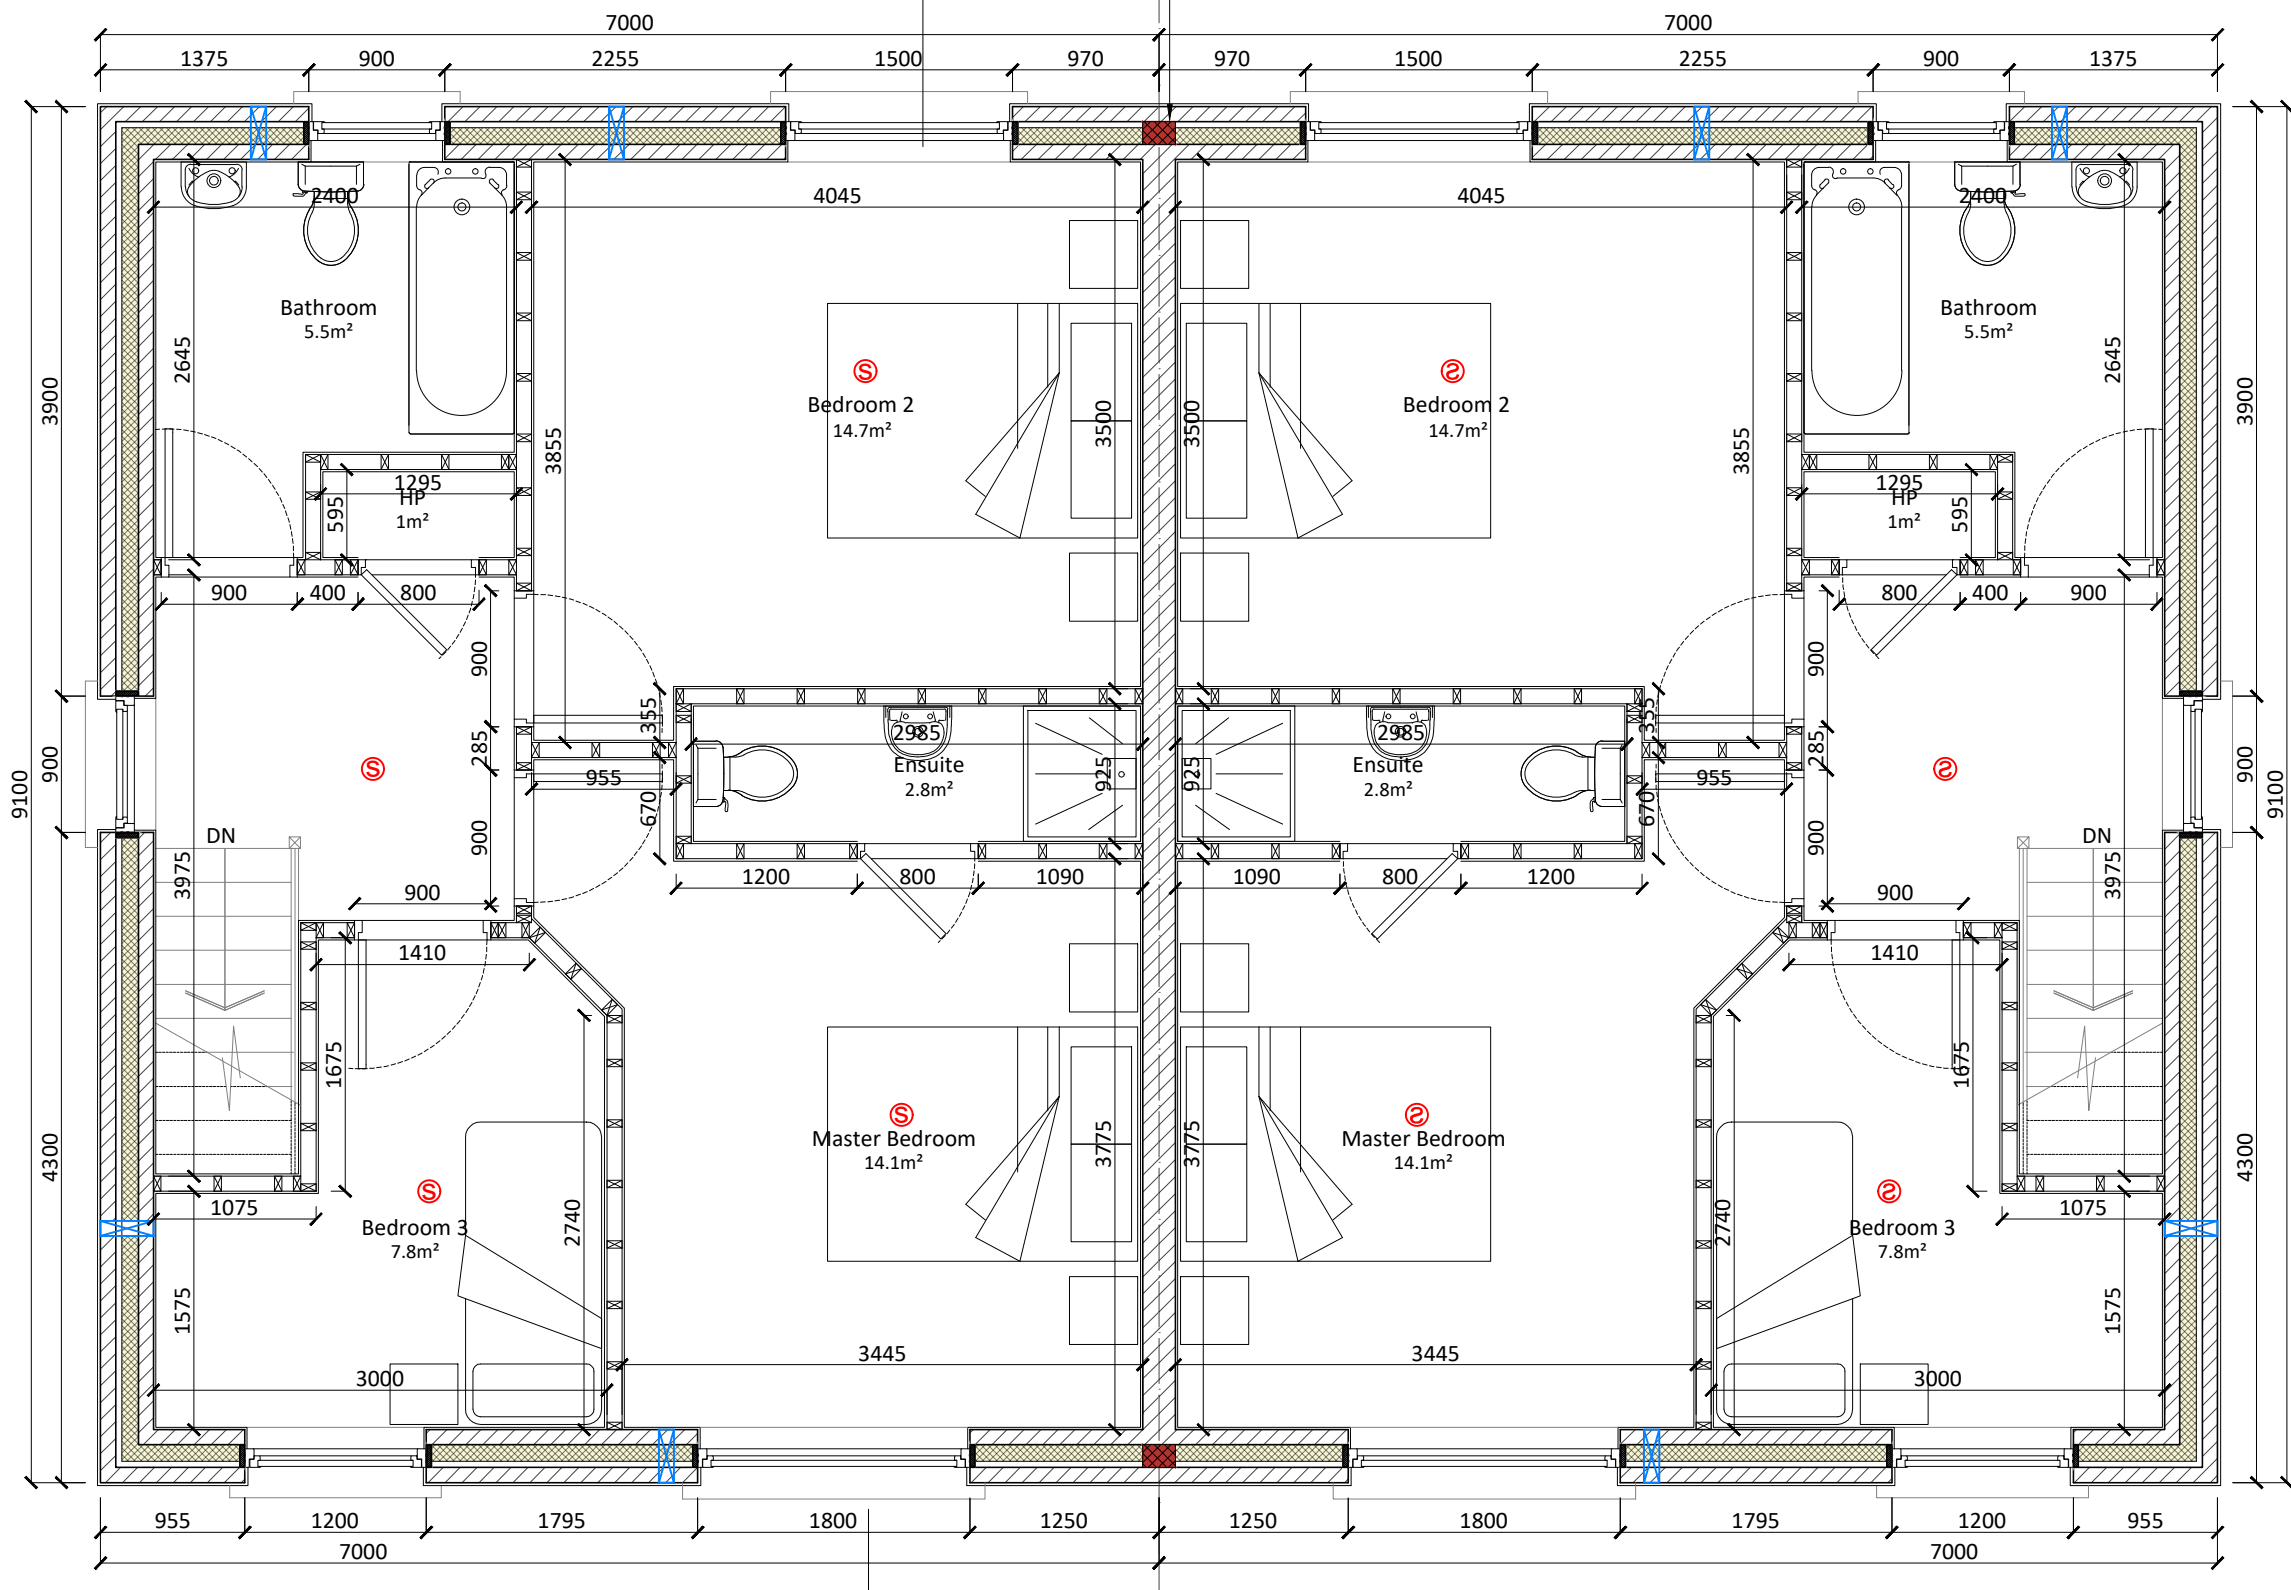 7000 7000
1375 900 2255 1500 970 970 1500 2255 900 1375
2400 4045 4045 2400
Bathroom Bathroom
5.5m² 5.5m²
2645 2645
3900 3900
S S
Bedroom 2 Bedroom 2
14.7m² 14.7m²
3500 3500
3855 3855
1295 1295
HP HP
1m² 1m²
595 595
900 400 800 800 400 900
900 900
355 355
285 285
2985 2985
S S
Ensuite Ensuite
2.8m² 2.8m²
955 955
925 925
670 670
900 900
9100 9100
DN DN
900 900
3975 3975
1200 800 1090 1090 800 1200
900 900
1410 1410
1675 1675
S S
Master Bedroom Master Bedroom
14.1m² 14.1m²
3775 3775
4300 4300
S S
1075 1075
Bedroom 3 Bedroom 3
7.8m² 7.8m²
2740 2740
1575 1575
3445 3445
3000 3000
955 1200 1795 1800 1250 1250 1800 1795 1200 955
7000 7000